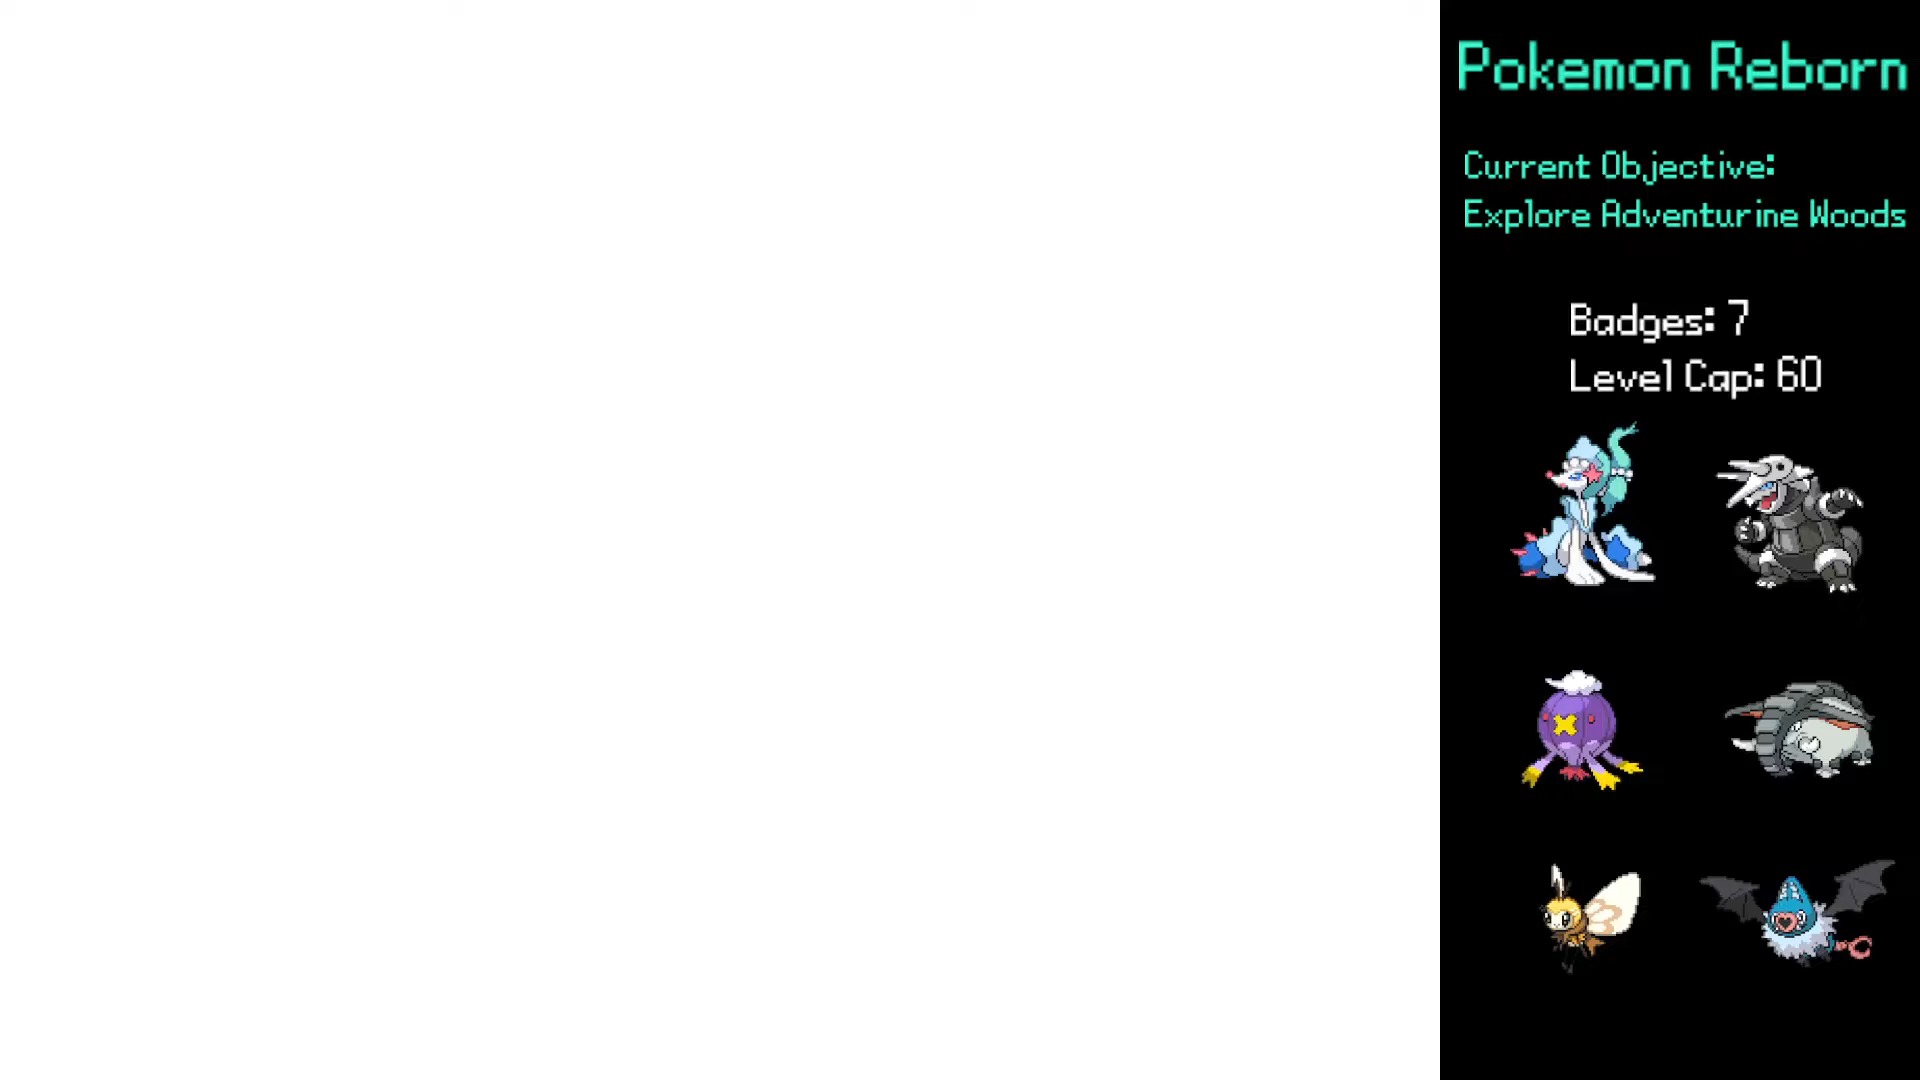 Pokemon Reborn
Current Objective:
Explore Adventurine Woods
Badges: 7
Level Cap: 60